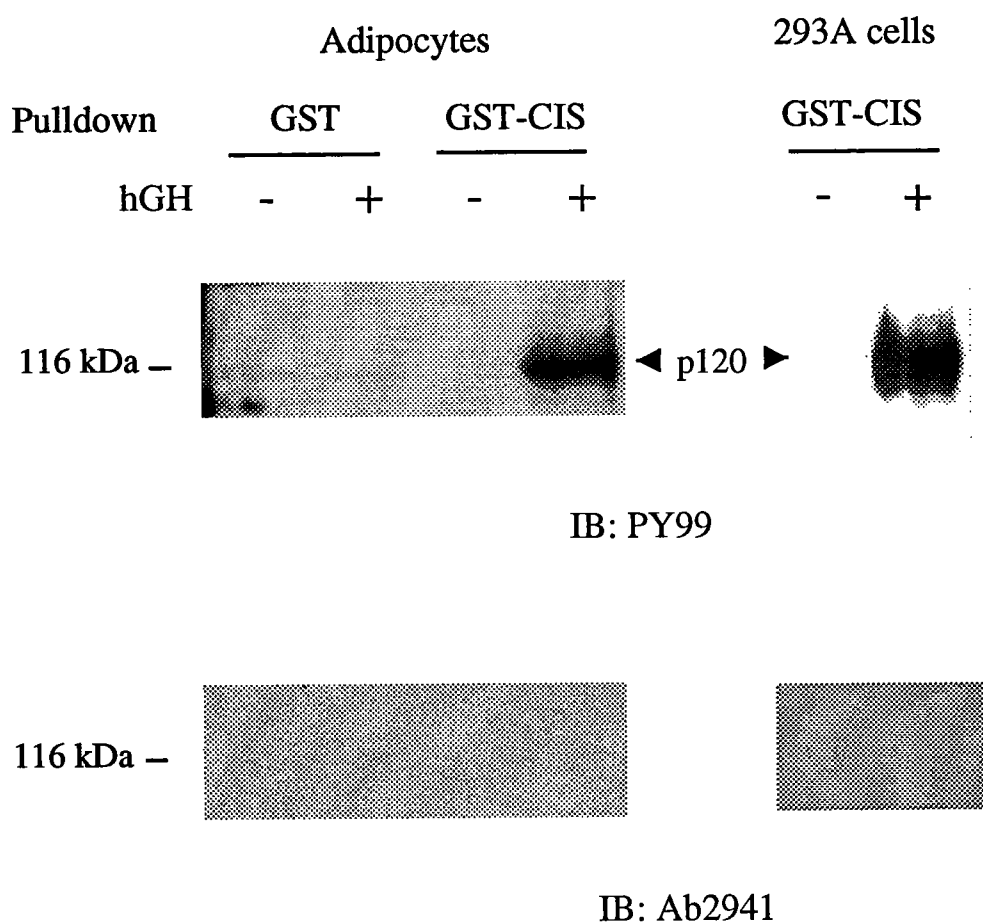 Adipocytes 293A cells
Pulldown GST GST-CIS GST-CIS
hGH - + - + - +
116 kDa –
◄ p120 ►
IB: PY99
116 kDa –
IB: Ab2941